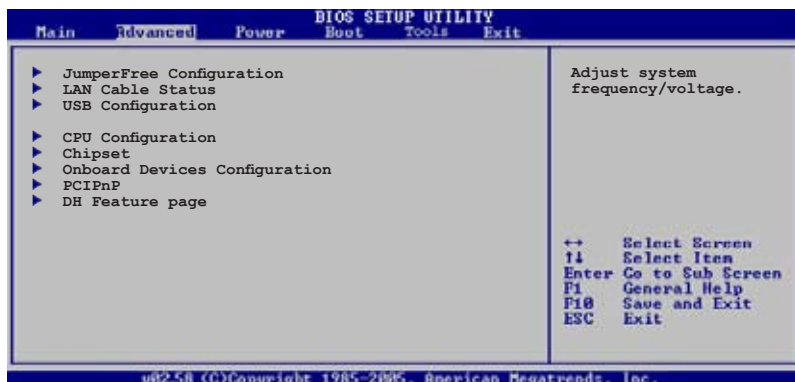 BIOS SETUP UTILITY
Main Advanced Power Boot Tools Exit
JumperFree Configuration
LAN Cable Status
USB Configuration
CPU Configuration
Chipset
Onboard Devices Configuration
PCIPnP
DH Feature page
Adjust system
frequency/voltage.
↔ Select Screen
↑↓ Select Item
Enter Go to Sub Screen
F1 General Help
F10 Save and Exit
ESC Exit
v02.58 (C)Copyright 1985-2005, American Megatrends, Inc.